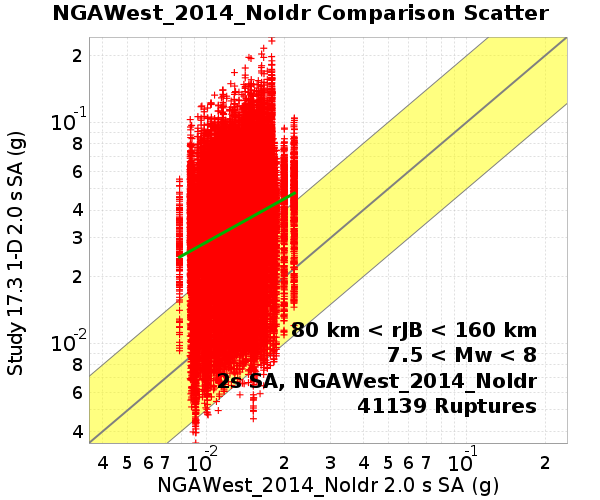 NGAWest_2014_NoIdr Comparison Scatter
Study 17.3 1-D 2.0 s SA (g)
2
10-1
8
6
4
3
2
10-2
8
6
4
80 km < rJB < 160 km
7.5 < Mw < 8
2s SA, NGAWest_2014_NoIdr
41139 Ruptures
4 5 6 7 10-2 2 3 4 5 6 7 10-1 2
NGAWest_2014_NoIdr 2.0 s SA (g)